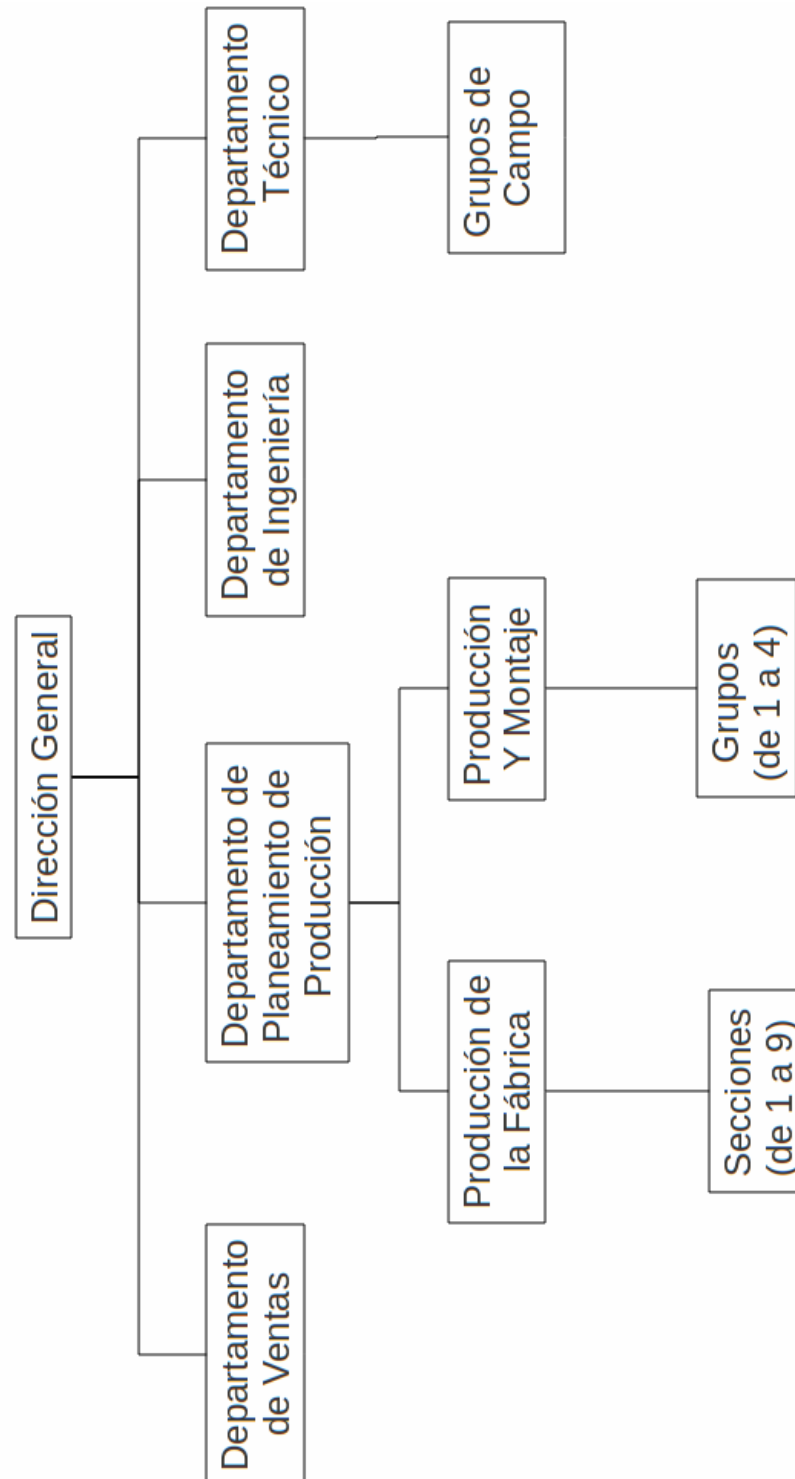 Dirección General
Departamento
de Ventas
Departamento de
Planeamiento de
Producción
Departamento
de Ingeniería
Departamento
Técnico
Producción de
la Fábrica
Producción
Y Montaje
Grupos de
Campo
Secciones
(de 1 a 9)
Grupos
(de 1 a 4)